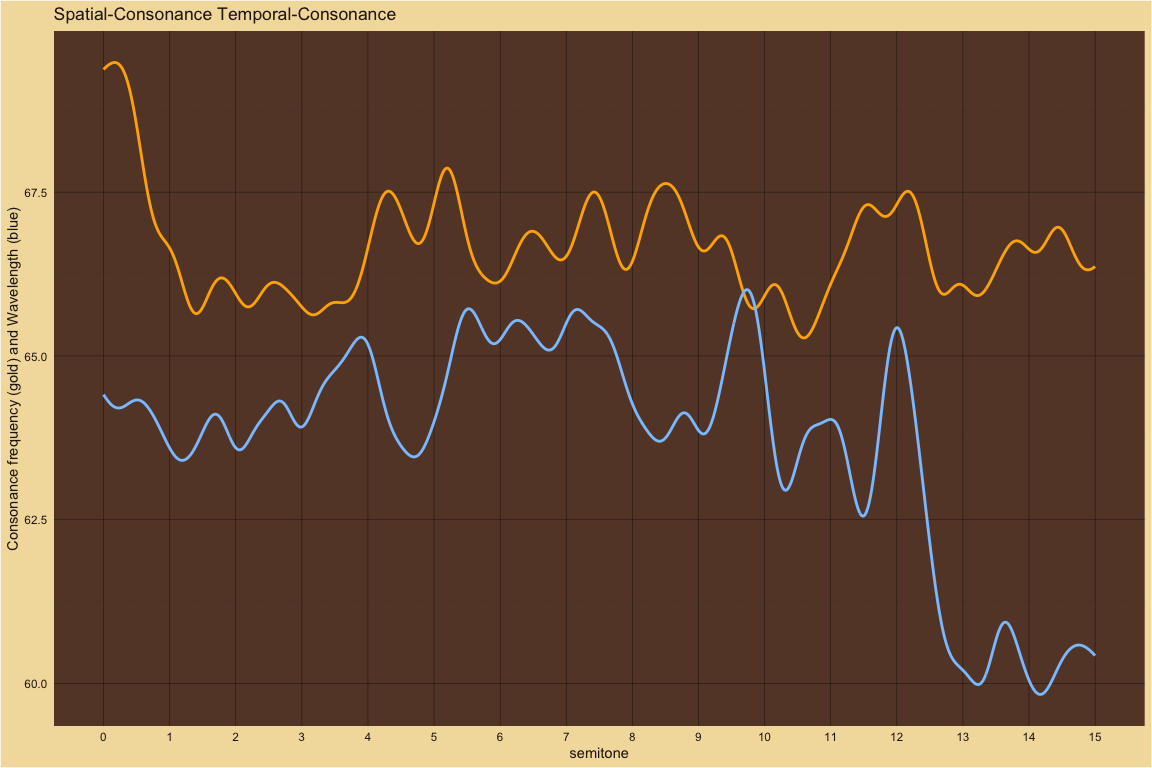 Spatial-Consonance Temporal-Consonance
Consonance frequency (gold) and Wavelength (blue)
67.5
65.0
62.5
60.0
0 1 2 3 4 5 6 7 8 9 10 11 12 13 14 15
semitone